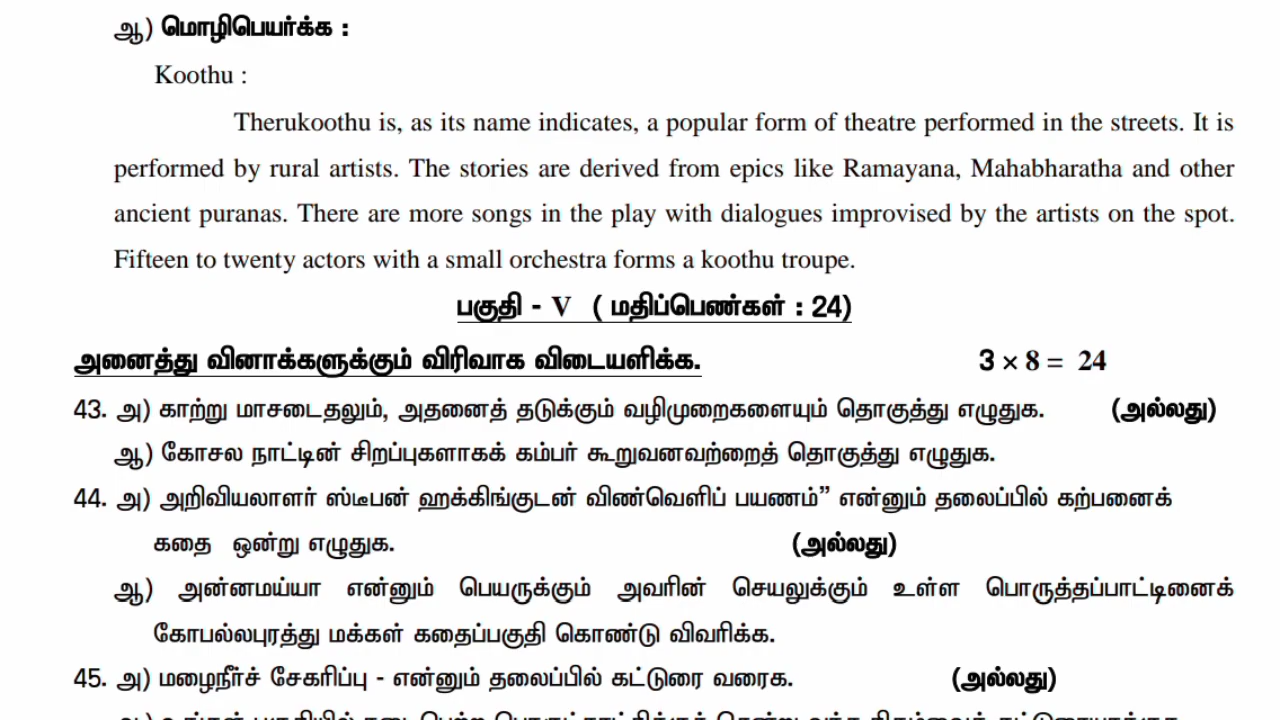 ஆ) மொழிபெயர்க்க :
Koothu :
Therukoothu is, as its name indicates, a popular form of theatre performed in the streets. It is
performed by rural artists. The stories are derived from epics like Ramayana, Mahabharatha and other
ancient puranas. There are more songs in the play with dialogues improvised by the artists on the spot.
Fifteen to twenty actors with a small orchestra forms a koothu troupe.
பகுதி - V ( மதிப்பெண்கள் : 24)
அனைத்து வினாக்களுக்கும் விரிவாக விடையளிக்க. 3 × 8 = 24
43. அ) காற்று மாசடைதலும், அதனைத் தடுக்கும் வழிமுறைகளையும் தொகுத்து எழுதுக. (அல்லது)
ஆ) கோசல நாட்டின் சிறப்புகளாகக் கம்பர் கூறுவனவற்றைத் தொகுத்து எழுதுக.
44. அ) அறிவியலாளர் ஸ்டீபன் ஹக்கிங்குடன் விண்வெளிப் பயணம்” என்னும் தலைப்பில் கற்பனைக்
கதை ஒன்று எழுதுக. (அல்லது)
ஆ) அன்னமய்யா என்னும் பெயருக்கும் அவரின் செயலுக்கும் உள்ள பொருத்தப்பாட்டினைக்
கோபல்லபுரத்து மக்கள் கதைப்பகுதி கொண்டு விவரிக்க.
45. அ) மழைநீர்ச் சேகரிப்பு - என்னும் தலைப்பில் கட்டுரை வரைக. (அல்லது)